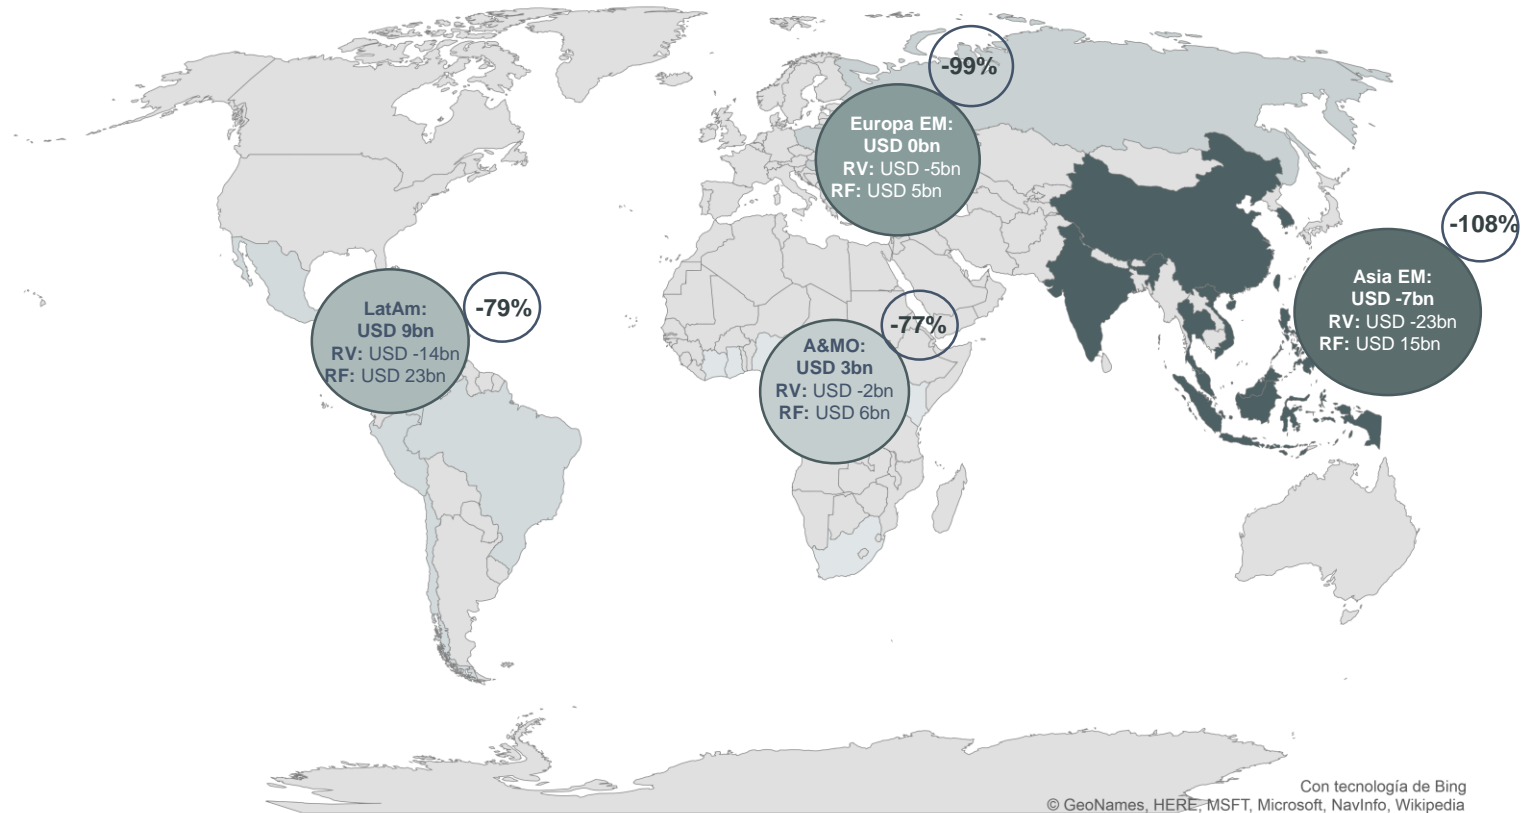 -99%
Europa EM:
USD 0bn
RV: USD -5bn
RF: USD 5bn
-108%
Asia EM:
USD -7bn
RV: USD -23bn
RF: USD 15bn
-79%
LatAm:
USD 9bn
RV: USD -14bn
RF: USD 23bn
-77%
A&MO:
USD 3bn
RV: USD -2bn
RF: USD 6bn
Con tecnología de Bing
© GeoNames, HERE, MSFT, Microsoft, NavInfo, Wikipedia